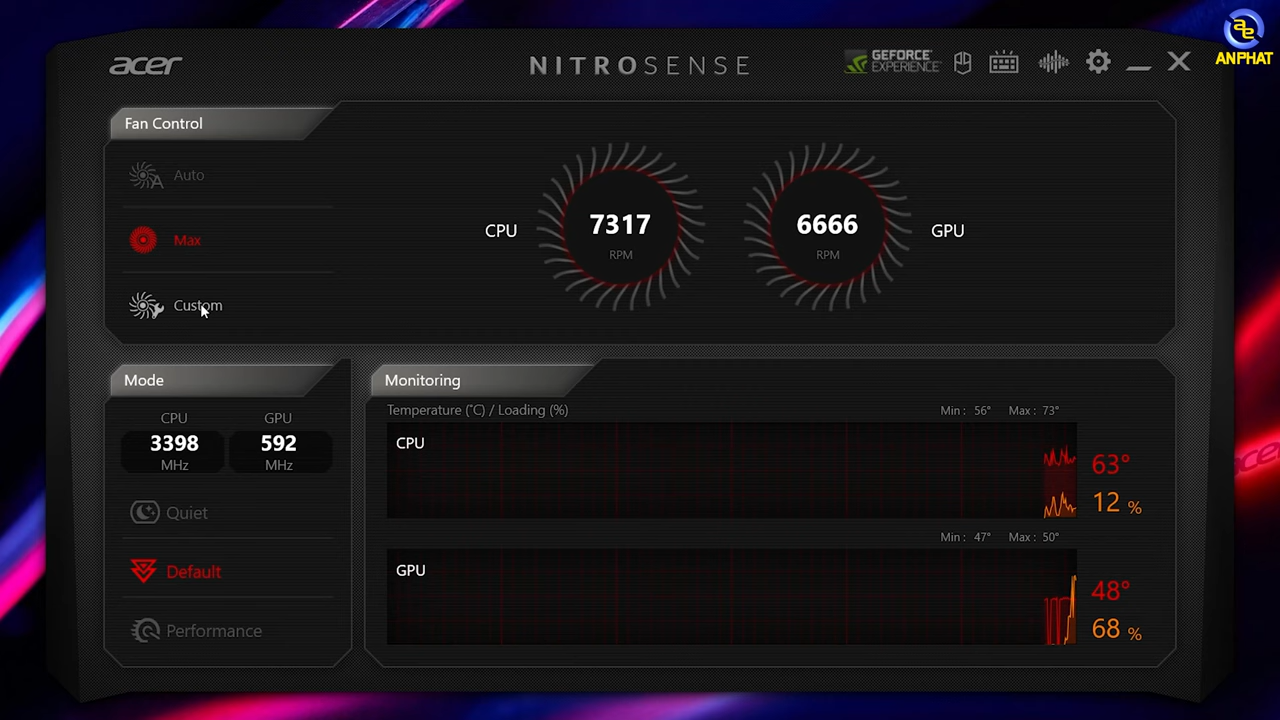 acer
NITROSENSE
GEFORCE
EXPERIENCE
ae
ANPHAT
Fan Control
Auto
Max
Custom
CPU
7317
RPM
6666
RPM
GPU
Mode
CPU
GPU
3398
592
MHz
MHz
Quiet
Default
Performance
Monitoring
Temperature (°C) / Loading (%)
Min : 56° Max : 73°
CPU
63°
12 %
Min : 47° Max : 50°
GPU
48°
68 %
acer